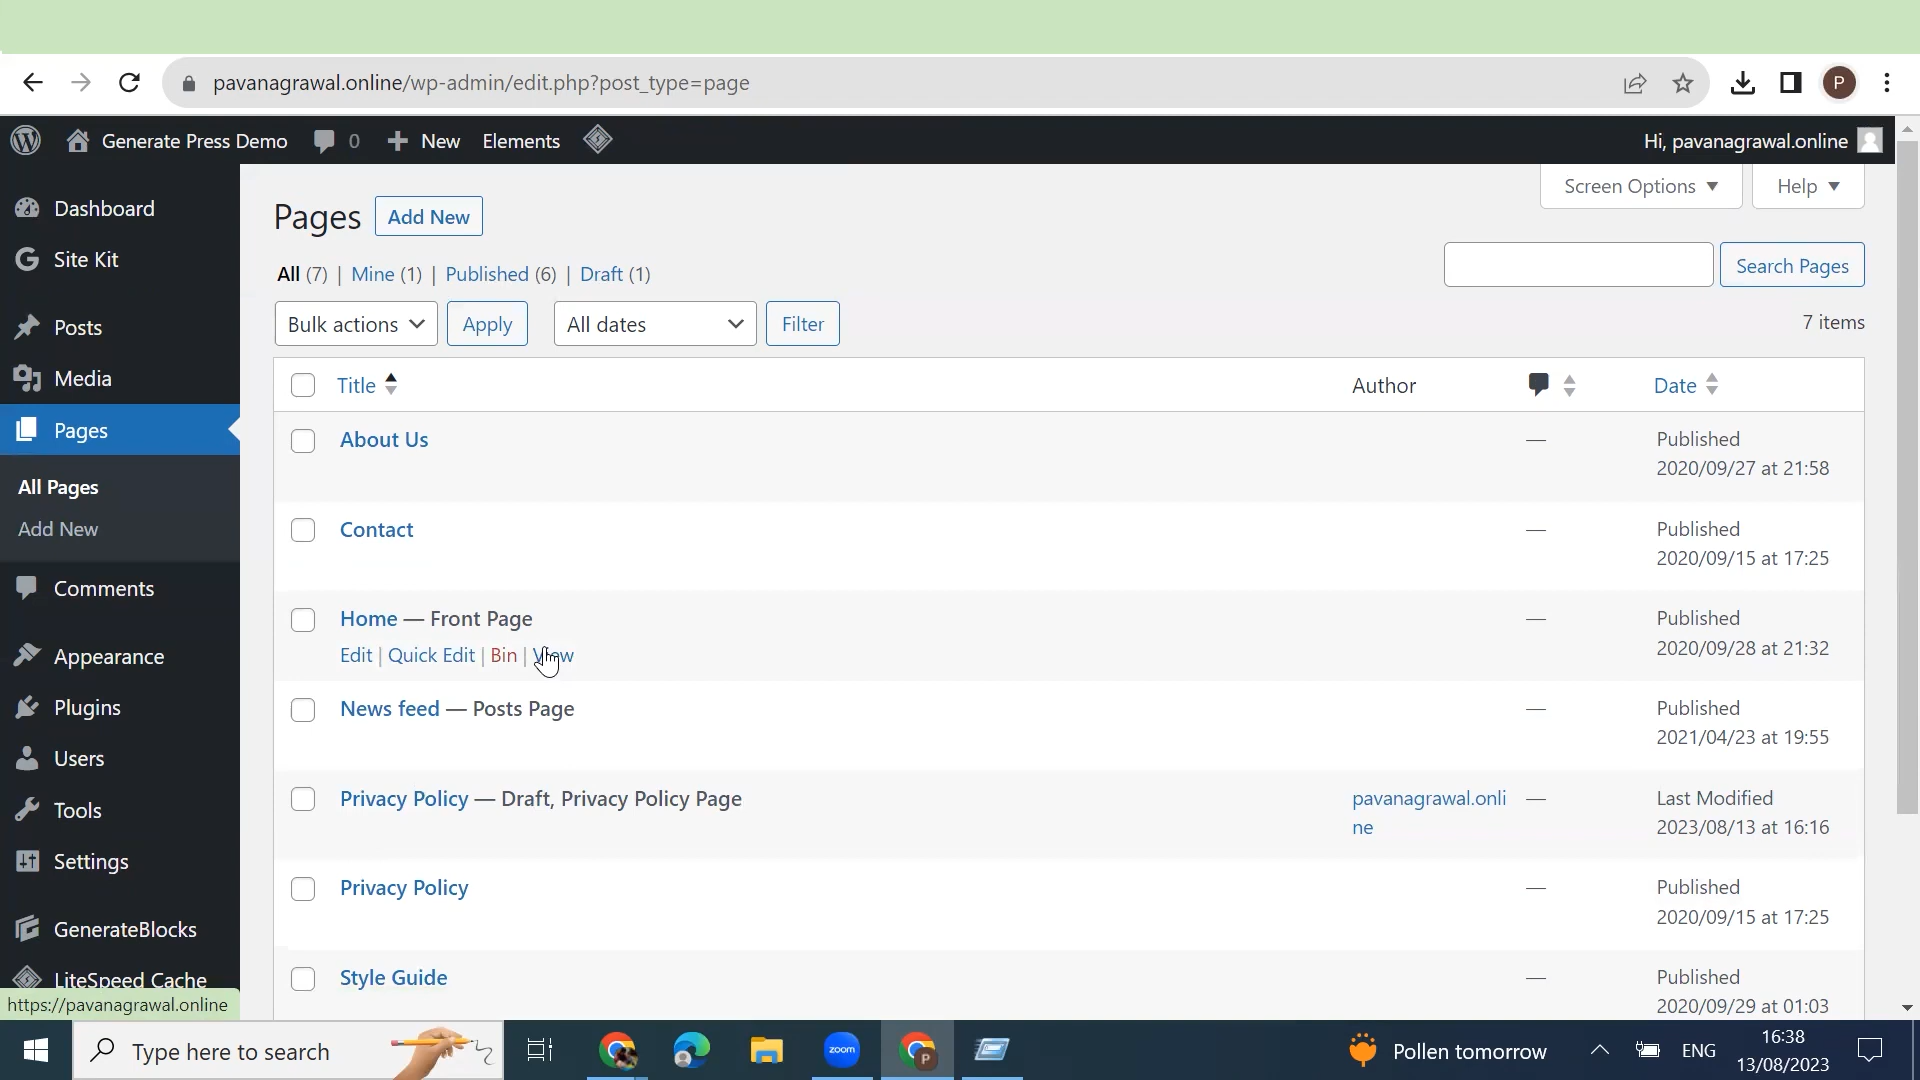 pavanagrawal.online/wp-admin/edit.php?post_type=page
P
Generate Press Demo
0
New
Elements
Hi, pavanagrawal.online
Dashboard
Site Kit
Posts
Media
Pages
All Pages
Add New
Comments
Appearance
Plugins
Users
Tools
Settings
GenerateBlocks
LiteSpeed Cache
https://pavanagrawal.online
Screen Options
Help
Pages
Add New
All (7) | Mine (1) | Published (6) | Draft (1)
Search Pages
Bulk actions
Apply
All dates
Filter
7 items
Title
Author
Date
About Us
—
Published
2020/09/27 at 21:58
Contact
—
Published
2020/09/15 at 17:25
Home — Front Page
Edit | Quick Edit | Bin | View
—
Published
2020/09/28 at 21:32
News feed — Posts Page
—
Published
2021/04/23 at 19:55
Privacy Policy — Draft, Privacy Policy Page
pavanagrawal.onli
ne
—
Last Modified
2023/08/13 at 16:16
Privacy Policy
—
Published
2020/09/15 at 17:25
Style Guide
—
Published
2020/09/29 at 01:03
Type here to search
zoom
P
Pollen tomorrow
ENG
16:38
13/08/2023